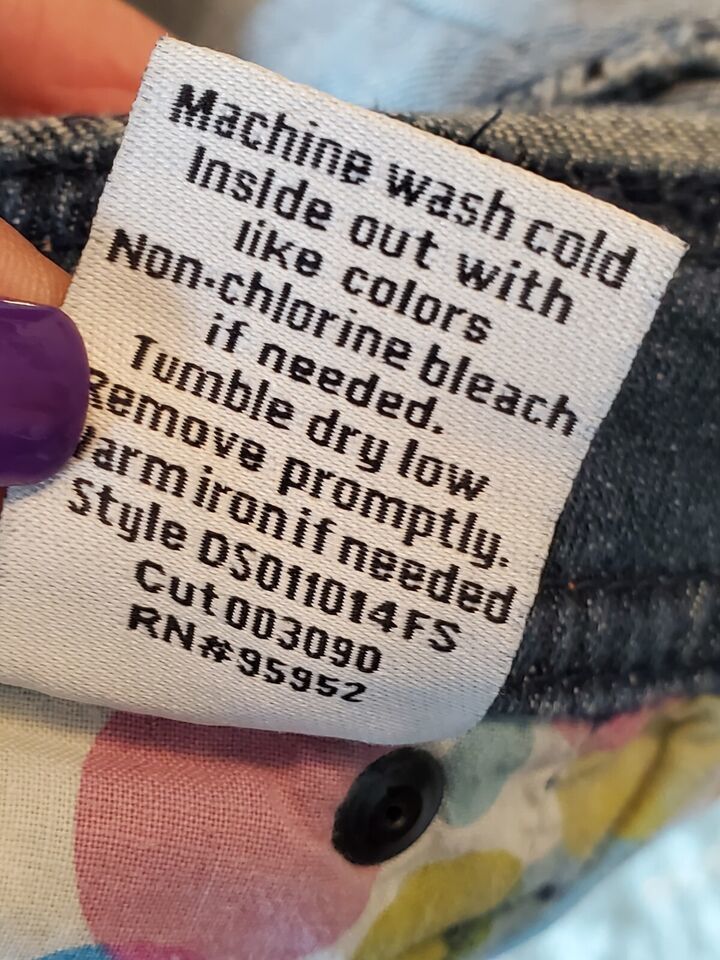 Machine wash cold
Inside out with
like colors
Non-chlorine bleach
if needed.
Tumble dry low
Remove promptly.
warm iron if needed
Style DS011014FS
Cut 003090
RN#95952